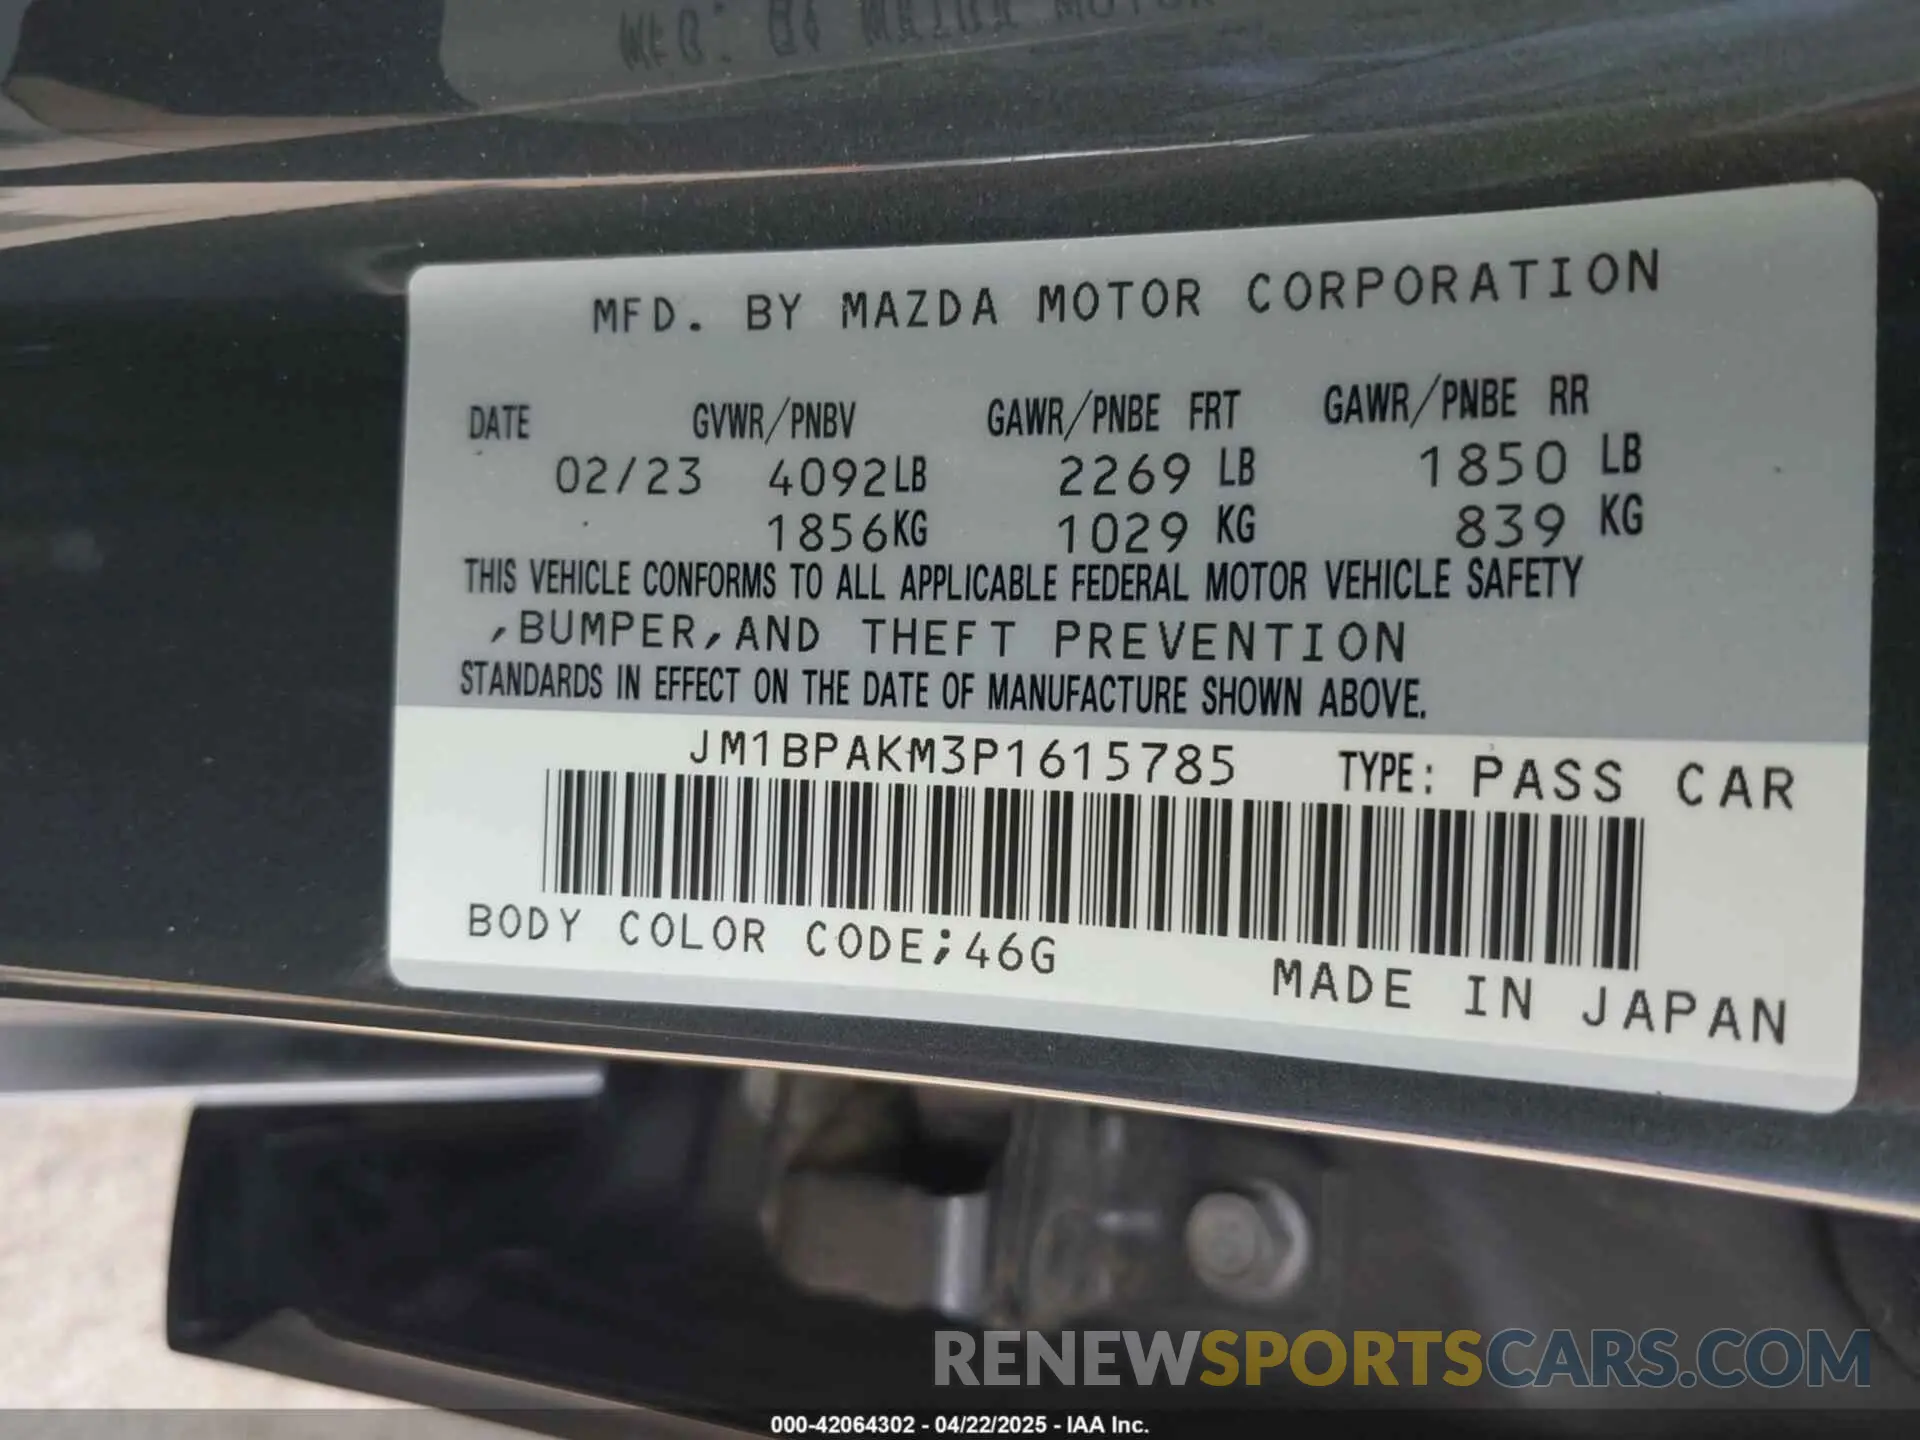 MFD. BY MAZDA MOTOR CORPORATION
DATE GVWR/PNBV GAWR/PNBE FRT GAWR/PNBE RR
02/23 4092LB 2269 LB 1850 LB
1856KG 1029 KG 839 KG
THIS VEHICLE CONFORMS TO ALL APPLICABLE FEDERAL MOTOR VEHICLE SAFETY
,BUMPER,AND THEFT PREVENTION
STANDARDS IN EFFECT ON THE DATE OF MANUFACTURE SHOWN ABOVE.
JM1BPAKM3P1615785 TYPE: PASS CAR
BODY COLOR CODE;46G
MADE IN JAPAN
RENEWSPORTSCARS.COM
000-42064302 - 04/22/2025 - IAA Inc.